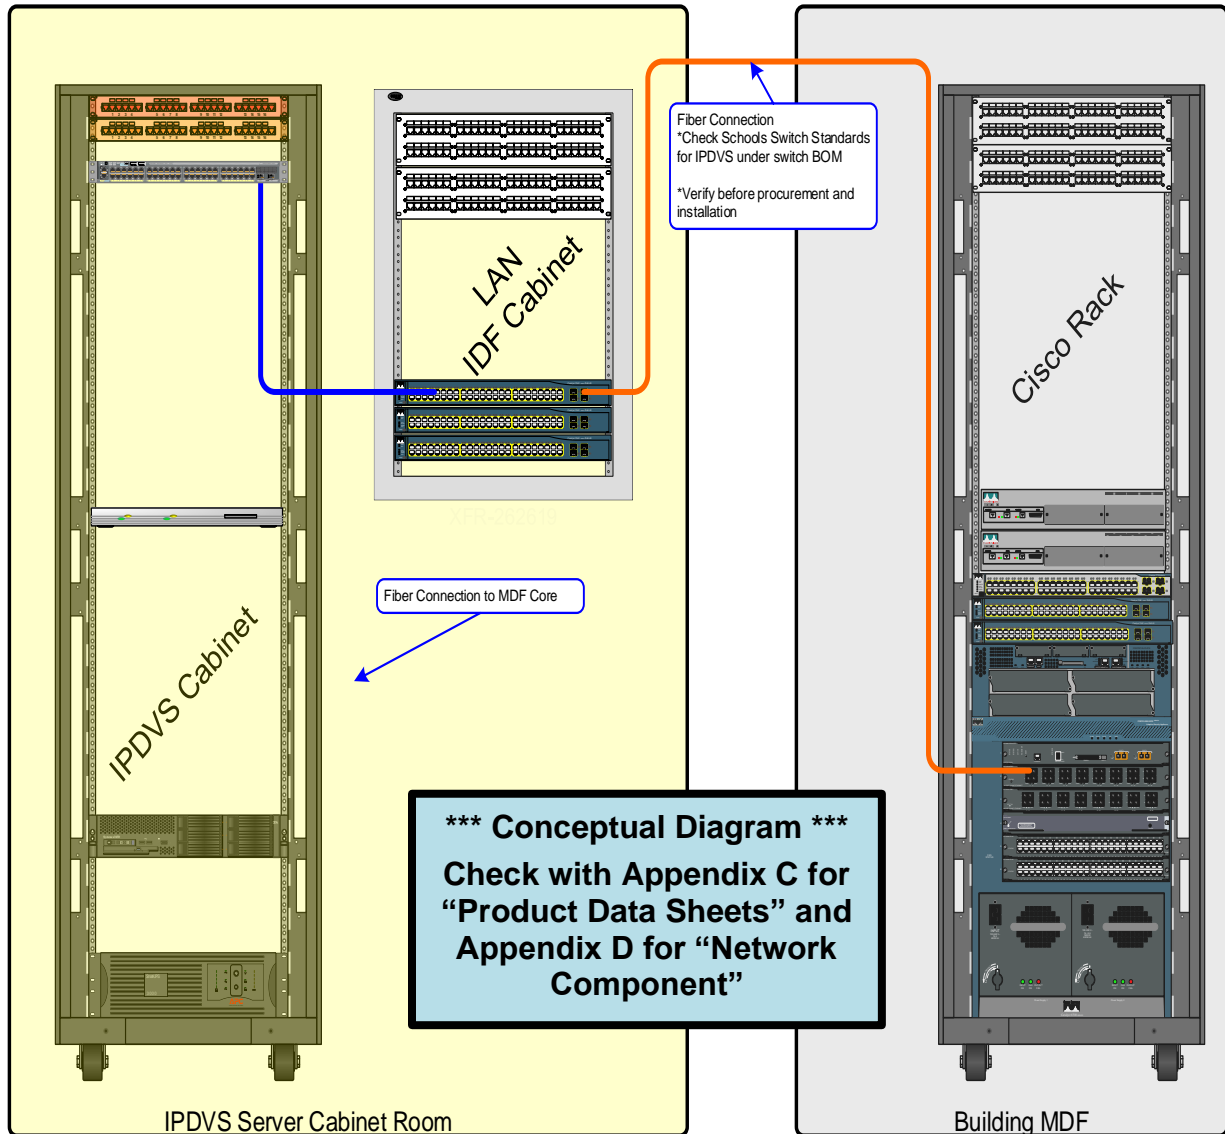 Fiber Connection
*Check Schools Switch Standards
for IPDVS under switch BOM
*Verify before procurement and
installation
LAN
IDF Cabinet
Cisco Rack
XFR-262619
Fiber Connection to MDF Core
IPDVS Cabinet
*** Conceptual Diagram ***
Check with Appendix C for
“Product Data Sheets” and
Appendix D for “Network
Component”
IPDVS Server Cabinet Room
Building MDF